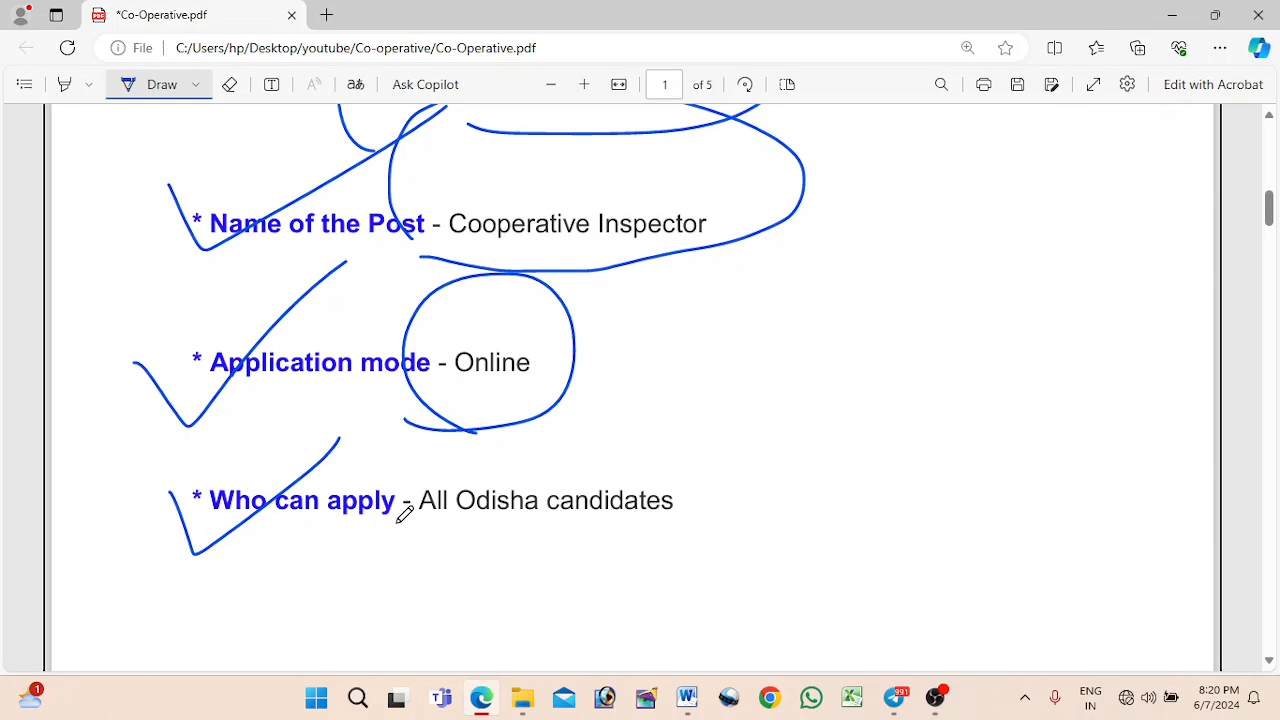 *Co-Operative.pdf
File C:/Users/hp/Desktop/youtube/Co-operative/Co-Operative.pdf
Draw Ask Copilot 1 of 5 Edit with Acrobat
* Name of the Post - Cooperative Inspector
* Application mode - Online
* Who can apply - All Odisha candidates
1 991 ENG 8:20 PM
IN 6/7/2024